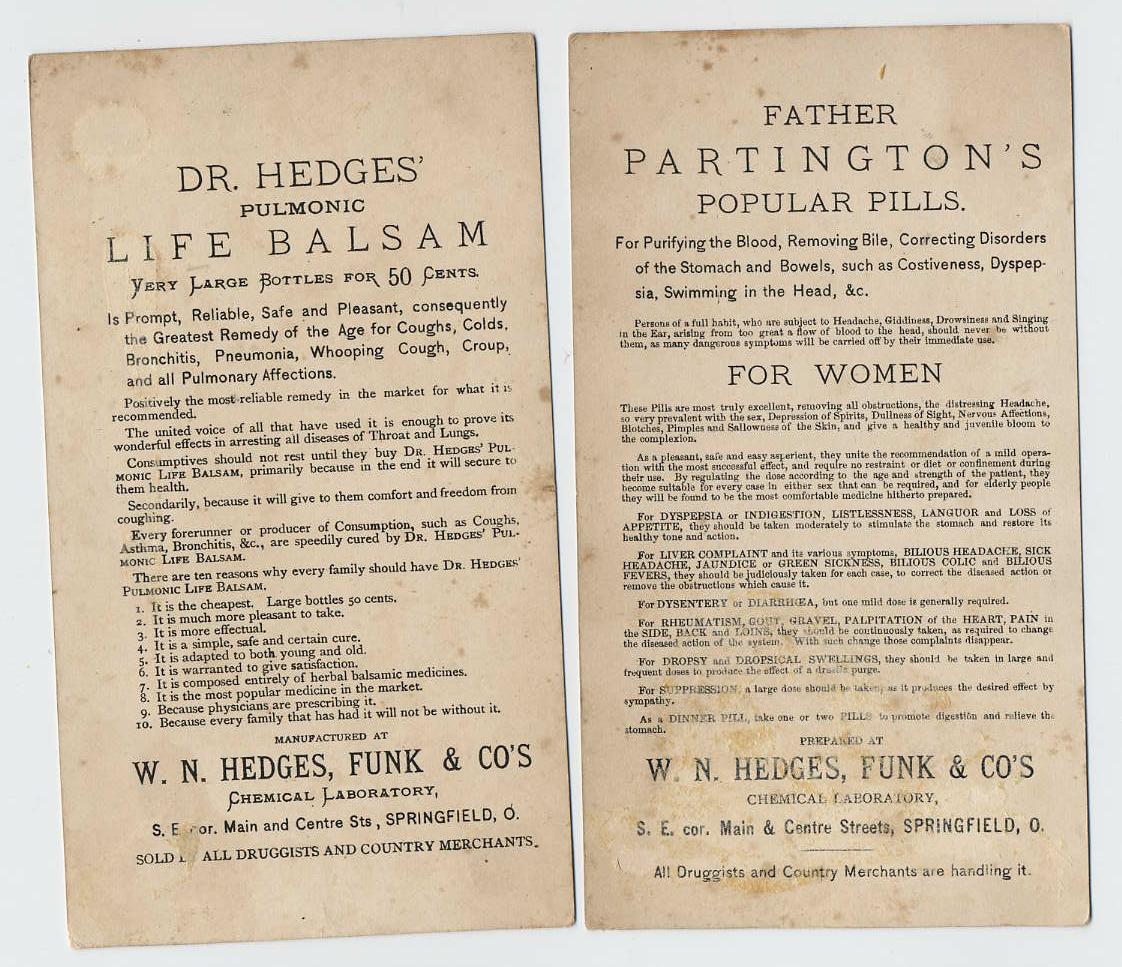 DR. HEDGES'
PULMONIC
LIFE BALSAM
VERY LARGE BOTTLES FOR 50 CENTS.
Is Prompt, Reliable, Safe and Pleasant, consequently
the Greatest Remedy of the Age for Coughs, Colds,
Bronchitis, Pneumonia, Whooping Cough, Croup,
and all Pulmonary Affections.
Positively the most reliable remedy in the market for what it is
recommended.
The united voice of all that have used it is enough to prove its
wonderful effects in arresting all diseases of Throat and Lungs.
Consumptives should not rest until they buy DR. HEDGES' PUL-
MONIC LIFE BALSAM, primarily because in the end it will secure to
them health.
Secondarily, because it will give to them comfort and freedom from
coughing.
Every forerunner or producer of Consumption, such as Coughs,
Asthma, Bronchitis, &c., are speedily cured by DR. HEDGES' PUL-
MONIC LIFE BALSAM.
There are ten reasons why every family should have DR. HEDGES'
PULMONIC LIFE BALSAM.
1. It is the cheapest. Large bottles 50 cents.
2. It is much more pleasant to take.
3. It is more effectual.
4. It is a simple, safe and certain cure.
5. It is adapted to both young and old.
6. It is warranted to give satisfaction.
7. It is composed entirely of herbal balsamic medicines.
8. It is the most popular medicine in the market.
9. Because physicians are prescribing it.
10. Because every family that has had it will not be without it.
MANUFACTURED AT
W. N. HEDGES, FUNK & CO'S
CHEMICAL LABORATORY,
S. E cor. Main and Centre Sts, SPRINGFIELD, O.
SOLD ALL DRUGGISTS AND COUNTRY MERCHANTS.
FATHER
PARTINGTON'S
POPULAR PILLS.
For Purifying the Blood, Removing Bile, Correcting Disorders
of the Stomach and Bowels, such as Costiveness, Dyspep-
sia, Swimming in the Head, &c.
Persons of a full habit, who are subject to Headache, Giddiness, Drowsiness and Singing
in the Ear, arising from too great a flow of blood to the head, should never be without
them, as many dangerous symptoms will be carried off by their immediate use.
FOR WOMEN
These Pills are most truly excellent, removing all obstructions, the distressing Headache,
so very prevalent with the sex, Depression of Spirits, Dullness of Sight, Nervous Affections,
Blotches, Pimples and Sallowness of the Skin, and give a healthy and juvenile bloom to
the complexion.
As a pleasant, safe and easy asperient, they unite the recommendation of a mild opera-
tion with the most successful effect, and require no restraint or diet or confinement during
their use. By regulating the dose according to the age and strength of the patient, they
become suitable for every case in either sex that can be required, and for elderly people
they will be found to be the most comfortable medicine hitherto prepared.
For DYSPEPSIA or INDIGESTION, LISTLESSNESS, LANGUOR and LOSS of
APPETITE, they should be taken moderately to stimulate the stomach and restore its
healthy tone and action.
For LIVER COMPLAINT and its various symptoms, BILIOUS HEADACHE, SICK
HEADACHE, JAUNDICE or GREEN SICKNESS, BILIOUS COLIC and BILIOUS
FEVERS, they should be judiciously taken for each case, to correct the diseased action or
remove the obstructions which cause it.
For DYSENTERY or DIARRHŒA, but one mild dose is generally required.
For RHEUMATISM, GOUT, GRAVEL, PALPITATION of the HEART, PAIN in
the SIDE, BACK and LOINS, they should be continuously taken, as required to change
the diseased action of the system. With such change those complaints disappear.
For DROPSY and DROPSICAL SWELLINGS, they should be taken in large and
frequent doses to produce the effect of a drastic purge.
For SUPPRESSION, a large dose should be taken, as it produces the desired effect by
sympathy.
As a DINNER PILL, take one or two PILLS to promote digestion and relieve the
stomach.
PREPARED AT
W. N. HEDGES, FUNK & CO'S
CHEMICAL LABORATORY,
S. E. cor. Main & Centre Streets, SPRINGFIELD, O.
All Druggists and Country Merchants are handling it.